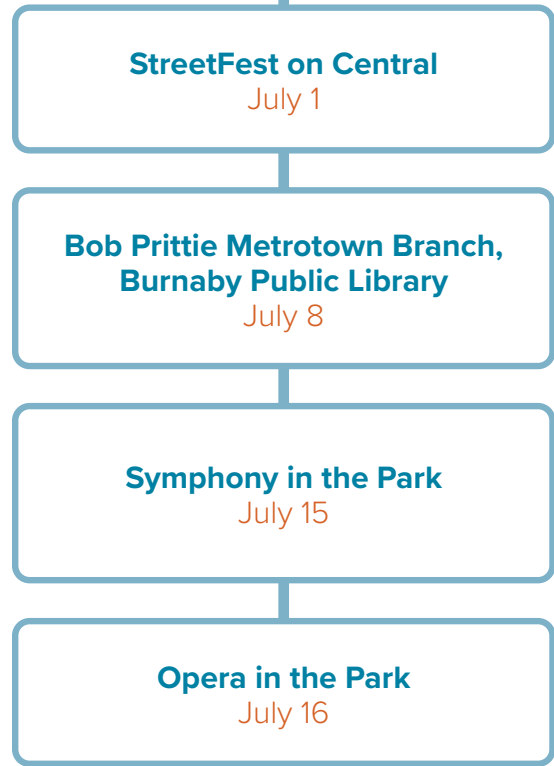 StreetFest on Central
July 1
Bob Prittie Metrotown Branch,
Burnaby Public Library
July 8
Symphony in the Park
July 15
Opera in the Park
July 16